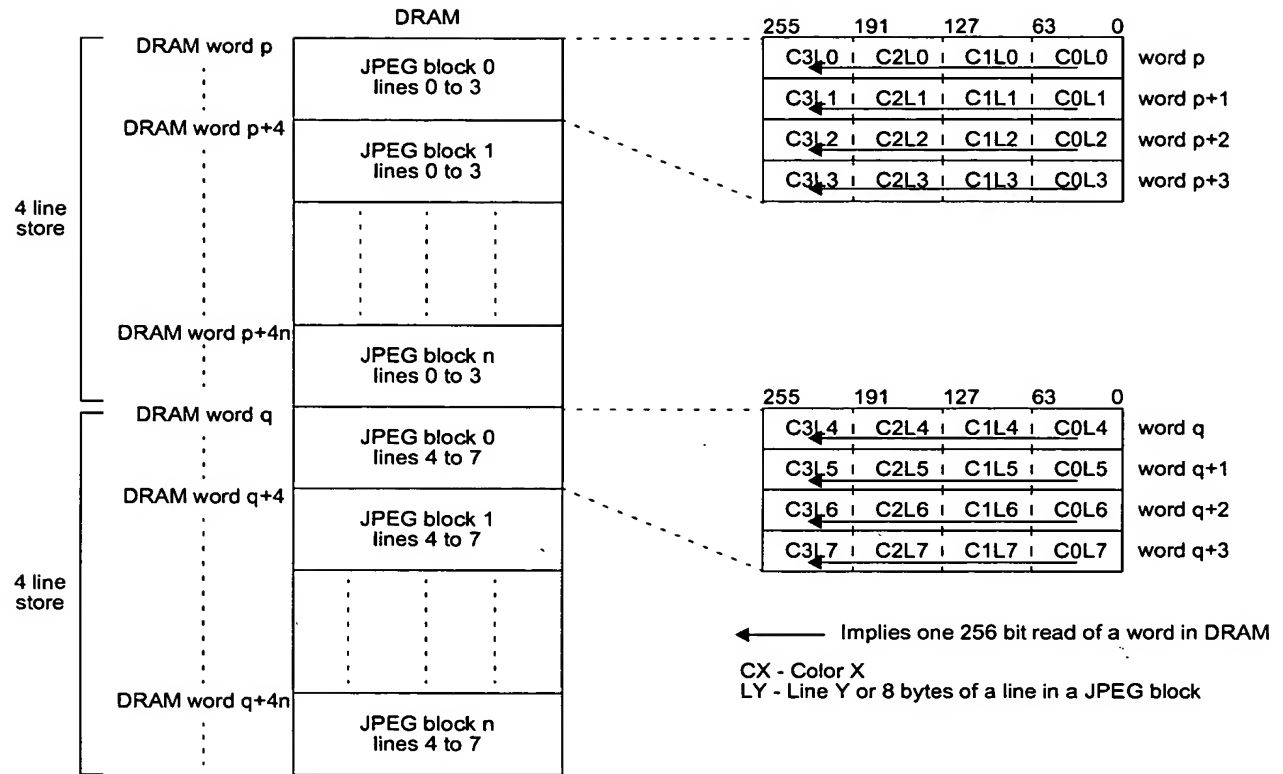 DRAM
DRAM word p
JPEG block 0
lines 0 to 3
DRAM word p+4
JPEG block 1
lines 0 to 3
4 line
store
DRAM word p+4n
JPEG block n
lines 0 to 3
DRAM word q
JPEG block 0
lines 4 to 7
DRAM word q+4
JPEG block 1
lines 4 to 7
4 line
store
DRAM word q+4n
JPEG block n
lines 4 to 7
255 191 127 63 0
C3L0 C2L0 C1L0 C0L0 word p
C3L1 C2L1 C1L1 C0L1 word p+1
C3L2 C2L2 C1L2 C0L2 word p+2
C3L3 C2L3 C1L3 C0L3 word p+3
255 191 127 63 0
C3L4 C2L4 C1L4 C0L4 word q
C3L5 C2L5 C1L5 C0L5 word q+1
C3L6 C2L6 C1L6 C0L6 word q+2
C3L7 C2L7 C1L7 C0L7 word q+3
Implies one 256 bit read of a word in DRAM
CX - Color X
LY - Line Y or 8 bytes of a line in a JPEG block